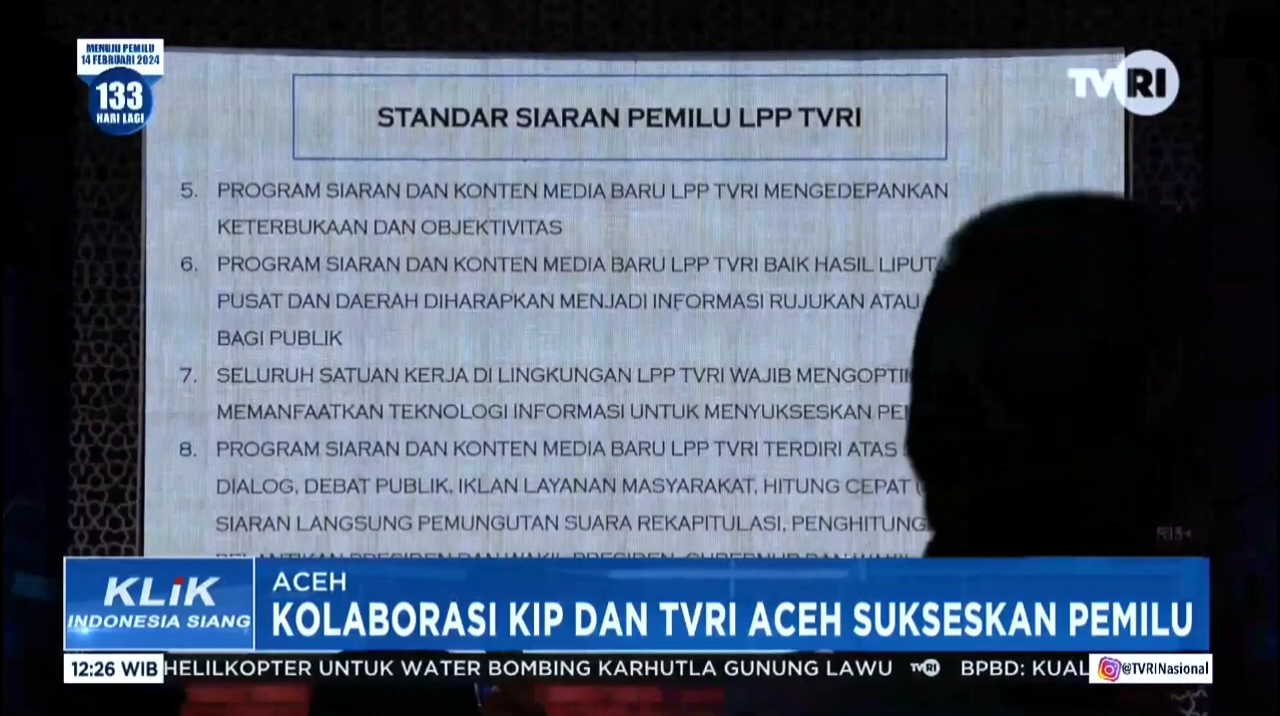 MENUJU PEMILU
14 FEBRUARI 2024
133
HARI LAGI
TVRI
STANDAR SIARAN PEMILU LPP TVRI
5. PROGRAM SIARAN DAN KONTEN MEDIA BARU LPP TVRI MENGEDEPANKAN
KETERBUKAAN DAN OBJEKTIVITAS
6. PROGRAM SIARAN DAN KONTEN MEDIA BARU LPP TVRI BAIK HASIL
PUSAT DAN DAERAH DIHARAPKAN MENJADI INFORMASI RUJUKAN ATAU
BAGI PUBLIK
7. SELURUH SATUAN KERJA DI LINGKUNGAN LPP TVRI WAJIB
MEMANFAATKAN TEKNOLOGI INFORMASI UNTUK MENYUKSESKAN
8. PROGRAM SIARAN DAN KONTEN MEDIA BARU LPP TVRI TERDIRI ATAS
DIALOG, DEBAT PUBLIK, IKLAN LAYANAN MASYARAKAT, HITUNG CEPAT
SIARAN LANGSUNG PEMUNGUTAN SUARA REKAPITULASI,
KLiK
INDONESIA SIANG
ACEH
KOLABORASI KIP DAN TVRI ACEH SUKSESKAN PEMILU
12:26 WIB
HELILKOPTER UNTUK WATER BOMBING KARHUTLA GUNUNG LAWU TVRI BPBD: KUAL
@TVRINasional